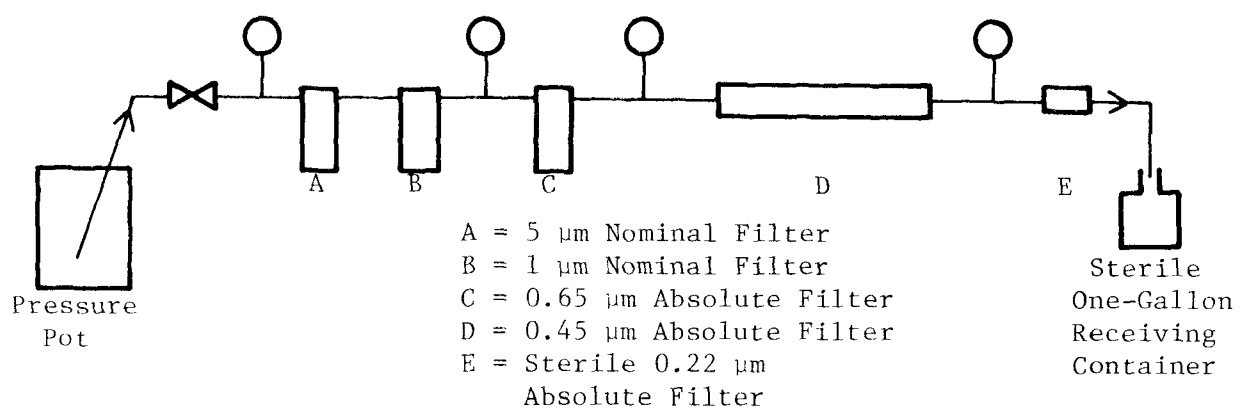 A
B
C
D
E
A = 5 μm Nominal Filter
B = 1 μm Nominal Filter
C = 0.65 μm Absolute Filter
D = 0.45 μm Absolute Filter
E = Sterile 0.22 μm
Absolute Filter
Pressure
Pot
Sterile
One-Gallon
Receiving
Container